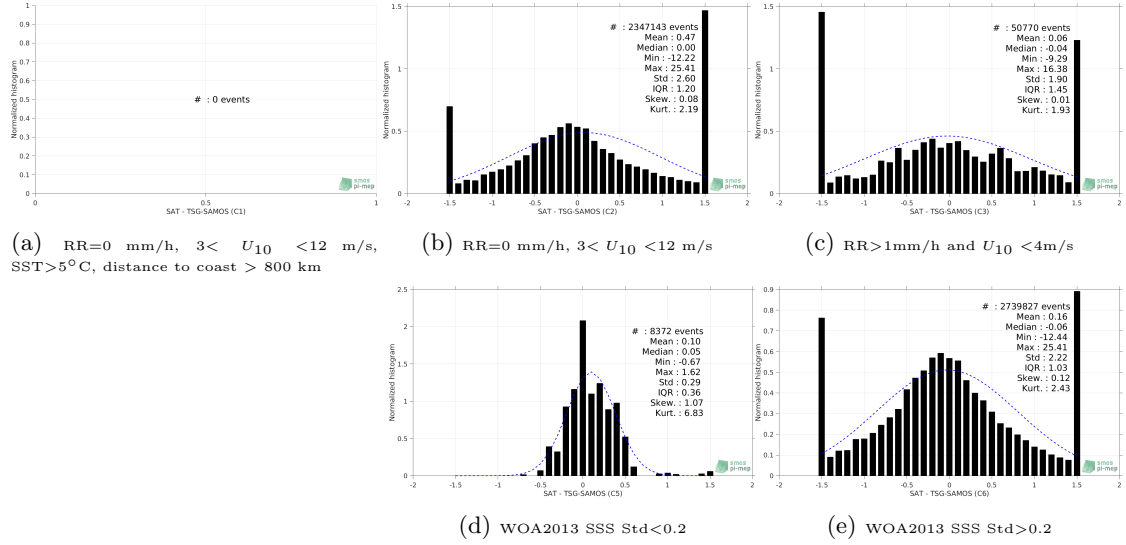 Normalized histogram
1
0.9
0.8
0.7
0.6
0.5
0.4
0.3
0.2
0.1
0
# : 0 events
0
0.5
1
SAT - TSG-SAMOS (C1)
smos
pi-mep
(a) RR=0 mm/h, 3< U10 <12 m/s,
SST>5°C, distance to coast > 800 km
Normalized histogram
1.5
1
0.5
0
# : 2347143 events
Mean : 0.47
Median : 0.00
Min : -12.22
Max : 25.41
Std : 2.60
IQR : 1.20
Skew. : 0.08
Kurt. : 2.19
-2
-1.5
-1
-0.5
0
0.5
1
1.5
2
SAT - TSG-SAMOS (C2)
smos
pi-mep
(b) RR=0 mm/h, 3< U10 <12 m/s
Normalized histogram
1.5
1
0.5
0
# : 50770 events
Mean : 0.06
Median : -0.04
Min : -9.29
Max : 16.38
Std : 1.90
IQR : 1.45
Skew. : 0.01
Kurt. : 1.93
-2
-1.5
-1
-0.5
0
0.5
1
1.5
2
SAT - TSG-SAMOS (C3)
smos
pi-mep
(c) RR>1mm/h and U10 <4m/s
Normalized histogram
2.5
2
1.5
1
0.5
0
# : 8372 events
Mean : 0.10
Median : 0.05
Min : -0.67
Max : 1.62
Std : 0.29
IQR : 0.36
Skew. : 1.07
Kurt. : 6.83
-2
-1.5
-1
-0.5
0
0.5
1
1.5
2
SAT - TSG-SAMOS (C5)
smos
pi-mep
(d) WOA2013 SSS Std<0.2
Normalized histogram
0.9
0.8
0.7
0.6
0.5
0.4
0.3
0.2
0.1
0
# : 2739827 events
Mean : 0.16
Median : -0.06
Min : -12.44
Max : 25.41
Std : 2.22
IQR : 1.03
Skew. : 0.12
Kurt. : 2.43
-2
-1.5
-1
-0.5
0
0.5
1
1.5
2
SAT - TSG-SAMOS (C6)
smos
pi-mep
(e) WOA2013 SSS Std>0.2